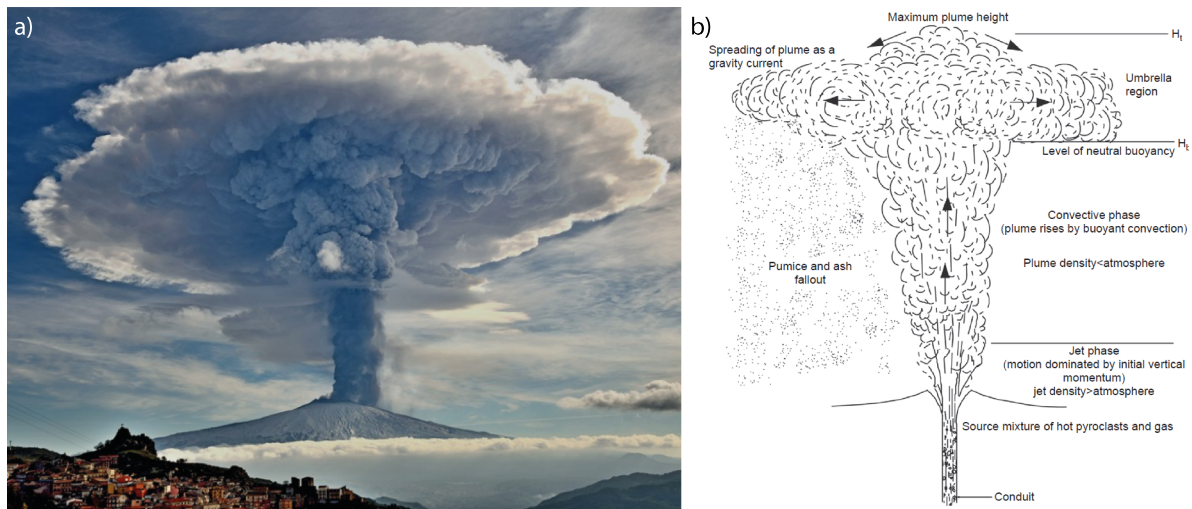 a)
b)
Maximum plume height
H_t
Spreading of plume as a
gravity current
Umbrella
region
H_b
Level of neutral buoyancy
Convective phase
(plume rises by buoyant convection)
Plume density<atmosphere
Pumice and ash
fallout
Jet phase
(motion dominated by initial vertical
momentum)
jet density>atmosphere
Source mixture of hot pyroclasts and gas
Conduit